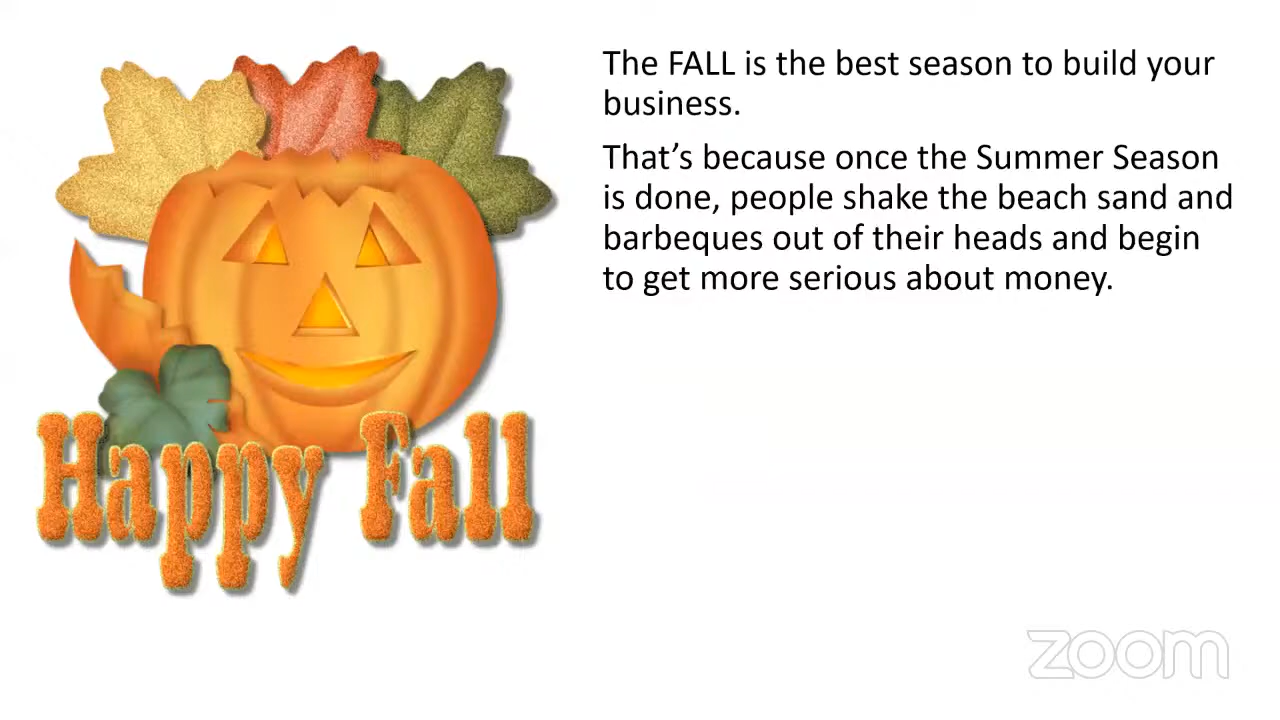 The FALL is the best season to build your
business.
That’s because once the Summer Season
is done, people shake the beach sand and
barbeques out of their heads and begin
to get more serious about money.
Happy Fall
zoom